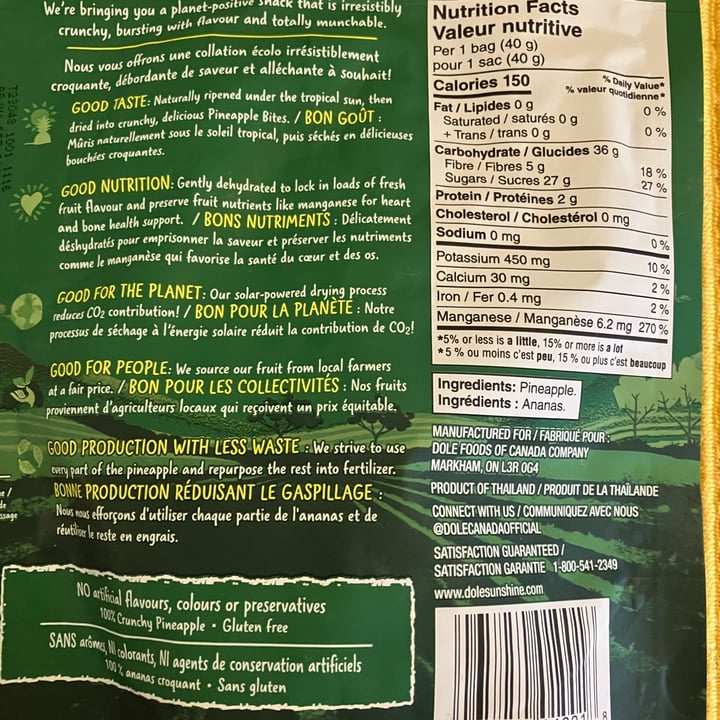 We're bringing you a planet-positive snack that is irresistibly
crunchy, bursting with flavour and totally munchable.
Nous vous offrons une collation écolo irrésistiblement
croquante, débordante de saveur et alléchante à souhait!
GOOD TASTE: Naturally ripened under the tropical sun, then
dried into crunchy, delicious Pineapple Bites. / BON GOÛT :
Mûris naturellement sous le soleil tropical, puis séchés en délicieuses
bouchées croquantes.
GOOD NUTRITION: Gently dehydrated to lock in loads of fresh
fruit flavour and preserve fruit nutrients like manganese for heart
and bone health support. / BONS NUTRIMENTS : Délicatement
déshydratés pour emprisonner la saveur et préserver les nutriments
comme le manganèse qui favorise la santé du cœur et des os.
GOOD FOR THE PLANET: Our solar-powered drying process
reduces CO2 contribution! / BON POUR LA PLANÈTE : Notre
processus de séchage à l'énergie solaire réduit la contribution de CO2!
GOOD FOR PEOPLE: We source our fruit from local farmers
at a fair price. / BON POUR LES COLLECTIVITÉS : Nos fruits
proviennent d'agriculteurs locaux qui reçoivent un prix équitable.
GOOD PRODUCTION WITH LESS WASTE : We strive to use
every part of the pineapple and repurpose the rest into fertilizer.
BONNE PRODUCTION RÉDUISANT LE GASPILLAGE :
Nous nous efforçons d'utiliser chaque partie de l'ananas et de
réutiliser le reste en engrais.
NO artificial flavours, colours or preservatives
100% Crunchy Pineapple • Gluten free
SANS arômes, NI colorants, NI agents de conservation artificiels
100 % ananas croquant • Sans gluten
Nutrition Facts
Valeur nutritive
Per 1 bag (40 g)
pour 1 sac (40 g)
Calories 150
% Daily Value*
% valeur quotidienne*
Fat / Lipides 0 g 0 %
Saturated / saturés 0 g
+ Trans / trans 0 g 0 %
Carbohydrate / Glucides 36 g
Fibre / Fibres 5 g 18 %
Sugars / Sucres 27 g 27 %
Protein / Protéines 2 g
Cholesterol / Cholestérol 0 mg
Sodium 0 mg 0 %
Potassium 450 mg 10 %
Calcium 30 mg 2 %
Iron / Fer 0.4 mg 2 %
Manganese / Manganèse 6.2 mg 270 %
*5% or less is a little, 15% or more is a lot
*5 % ou moins c'est peu, 15 % ou plus c'est beaucoup
Ingredients: Pineapple.
Ingrédients : Ananas.
MANUFACTURED FOR / FABRIQUÉ POUR :
DOLE FOODS OF CANADA COMPANY
MARKHAM, ON L3R 0G4
PRODUCT OF THAILAND / PRODUIT DE LA THAÏLANDE
CONNECT WITH US / COMMUNIQUEZ AVEC NOUS
@DOLECANADAOFFICIAL
SATISFACTION GUARANTEED /
SATISFACTION GARANTIE 1-800-541-2349
www.dolesunshine.com